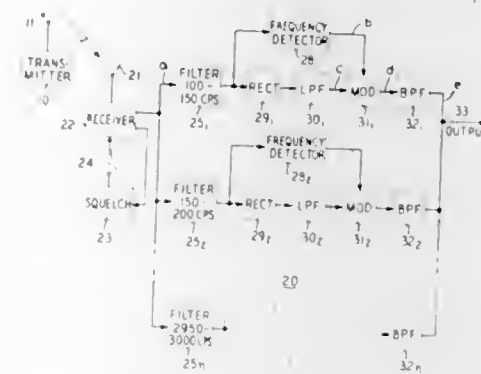 11
TRANS-
MITTER
21
22
RECEIVER
24
SQUELCH
23
a
FILTER
100-
150 CPS
25₁
FREQUENCY
DETECTOR
28
b
RECT
29₁
LPF
30₁
c
MOD
31₁
d
BPF
32₁
e
33
OUTPUT
FILTER
150-
200 CPS
25₂
FREQUENCY
DETECTOR
28₂
RECT
29₂
LPF
30₂
MOD
31₂
BPF
32₂
20
FILTER
2950-
3000 CPS
25n
BPF
32n